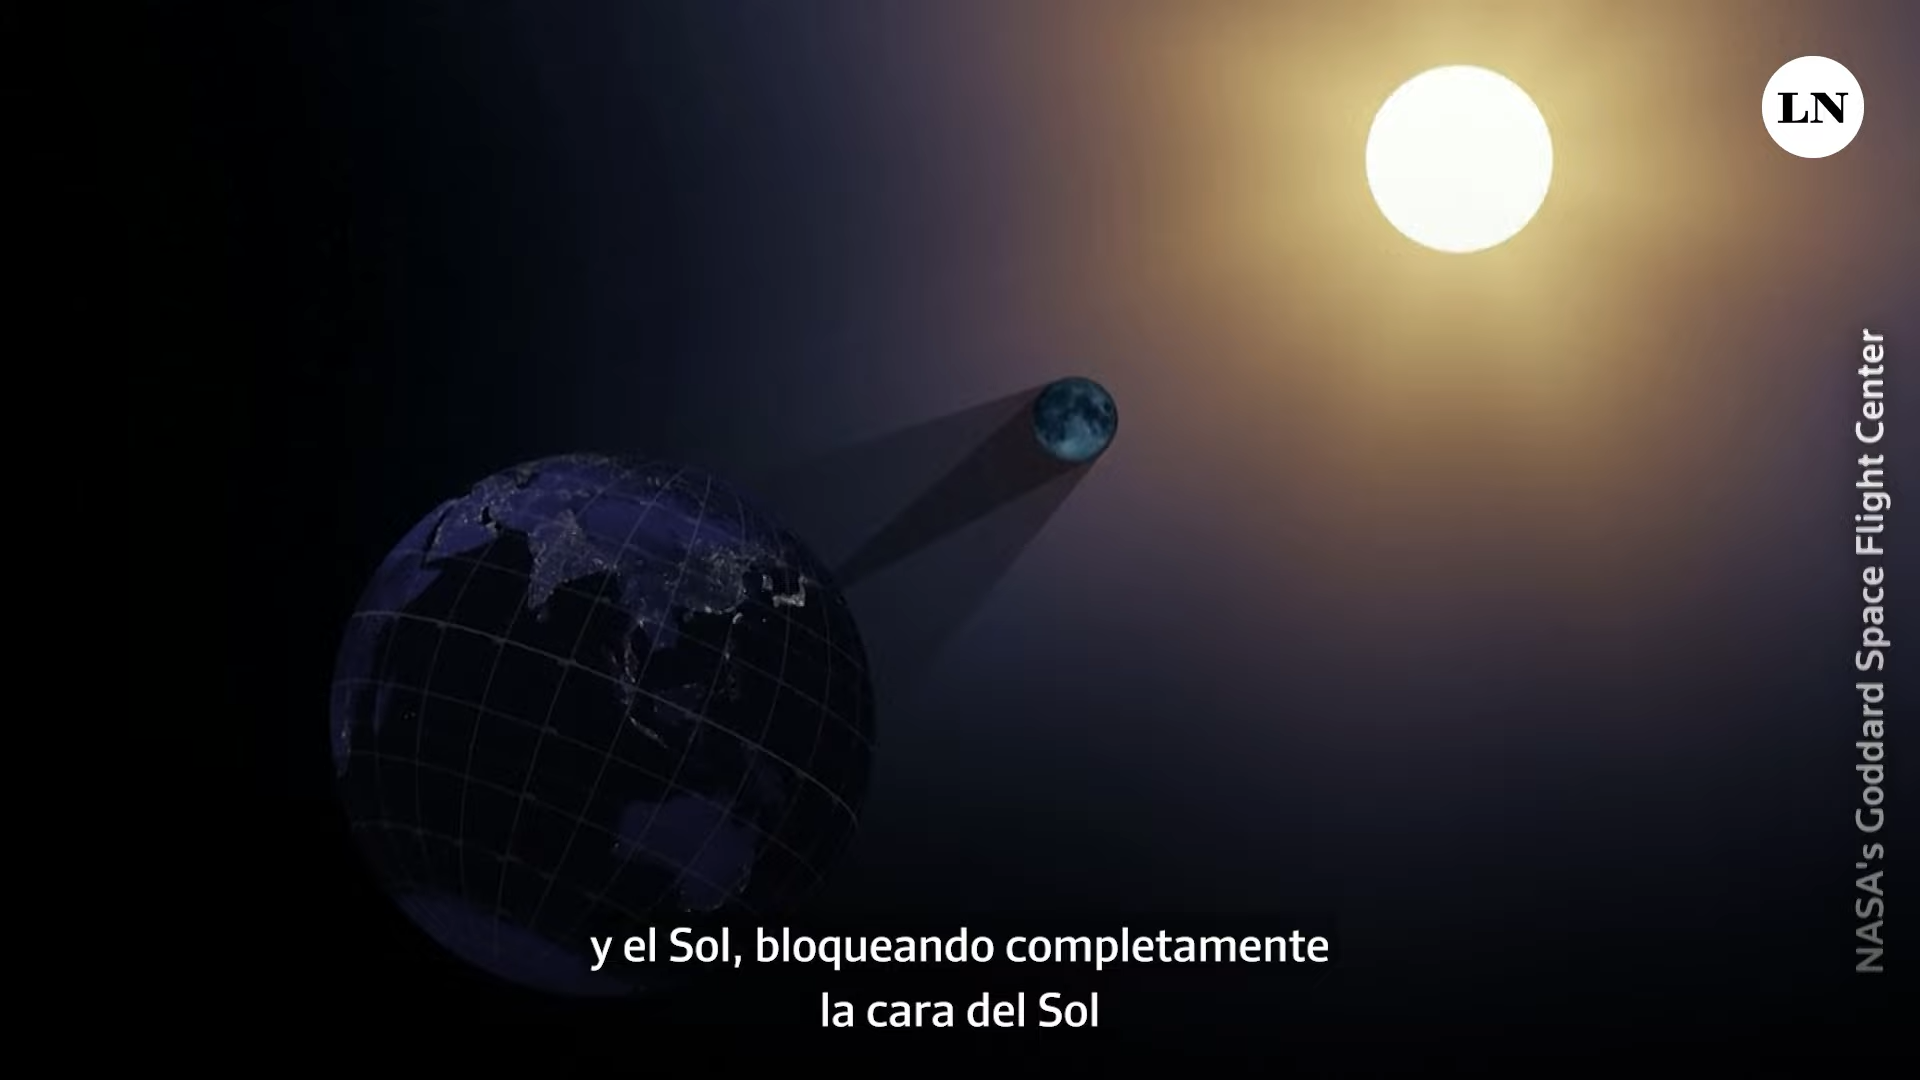 LN
NASA's Goddard Space Flight Center
y el Sol, bloqueando completamente
la cara del Sol